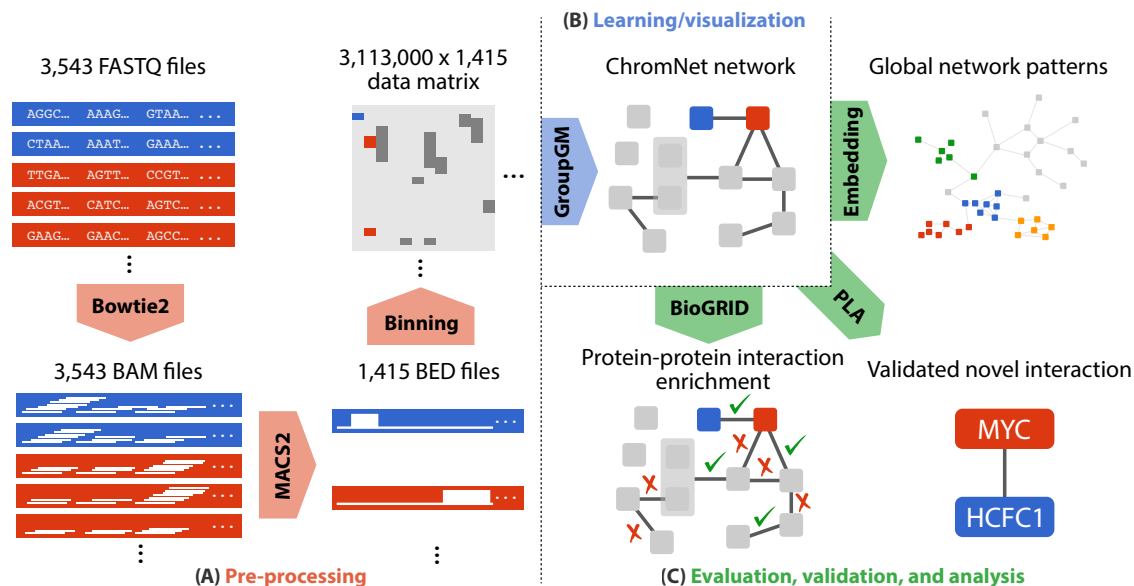 (B) Learning/visualization
3,543 FASTQ files
AGGC... AAAG... GTAA... ...
CTAA... AAAT... GAAA... ...
TTGA... AGTT... CCGT... ...
ACGT... CATC... AGTC... ...
GAAG... GAAC... AGCC... ...
...
Bowtie2
3,543 BAM files
...
...
...
...
...
...
MACS2
1,415 BED files
...
...
...
Binning
...
3,113,000 x 1,415
data matrix
...
(A) Pre-processing
GroupGM
ChromNet network
Embedding
Global network patterns
BioGRID
PLA
Protein-protein interaction
enrichment
Validated novel interaction
MYC
HCFC1
(C) Evaluation, validation, and analysis